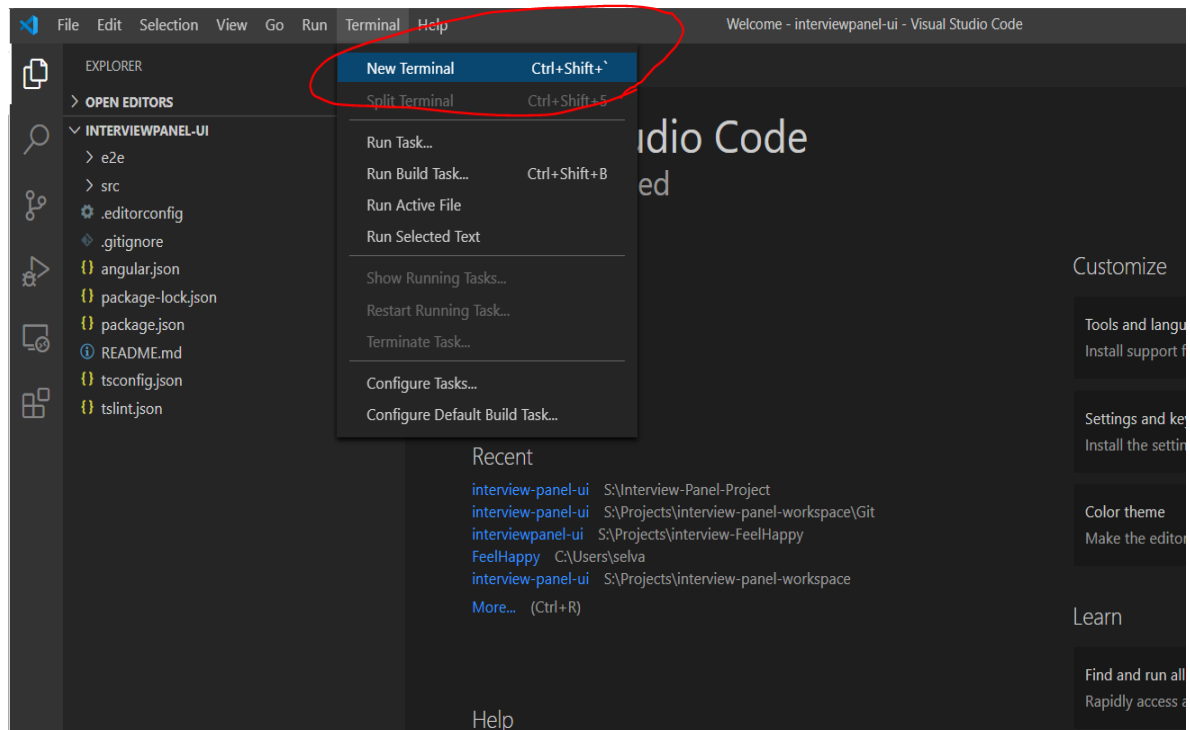 File Edit Selection View Go Run Terminal Help Welcome - interviewpanel-ui - Visual Studio Code
EXPLORER
OPEN EDITORS
INTERVIEWPANEL-UI
e2e
src
.editorconfig
.gitignore
angular.json
package-lock.json
package.json
README.md
tsconfig.json
tslint.json
New Terminal Ctrl+Shift+`
Split Terminal Ctrl+Shift+5
Run Task...
Run Build Task... Ctrl+Shift+B
Run Active File
Run Selected Text
Show Running Tasks...
Restart Running Task...
Terminate Task...
Configure Tasks...
Configure Default Build Task...
udio Code
ed
Recent
interview-panel-ui S:\Interview-Panel-Project
interview-panel-ui S:\Projects\interview-panel-workspace\Git
interviewpanel-ui S:\Projects\interview-FeelHappy
FeelHappy C:\Users\selva
interview-panel-ui S:\Projects\interview-panel-workspace
More... (Ctrl+R)
Help
Customize
Tools and langu
Install support f
Settings and key
Install the settin
Color theme
Make the editor
Learn
Find and run all
Rapidly access a